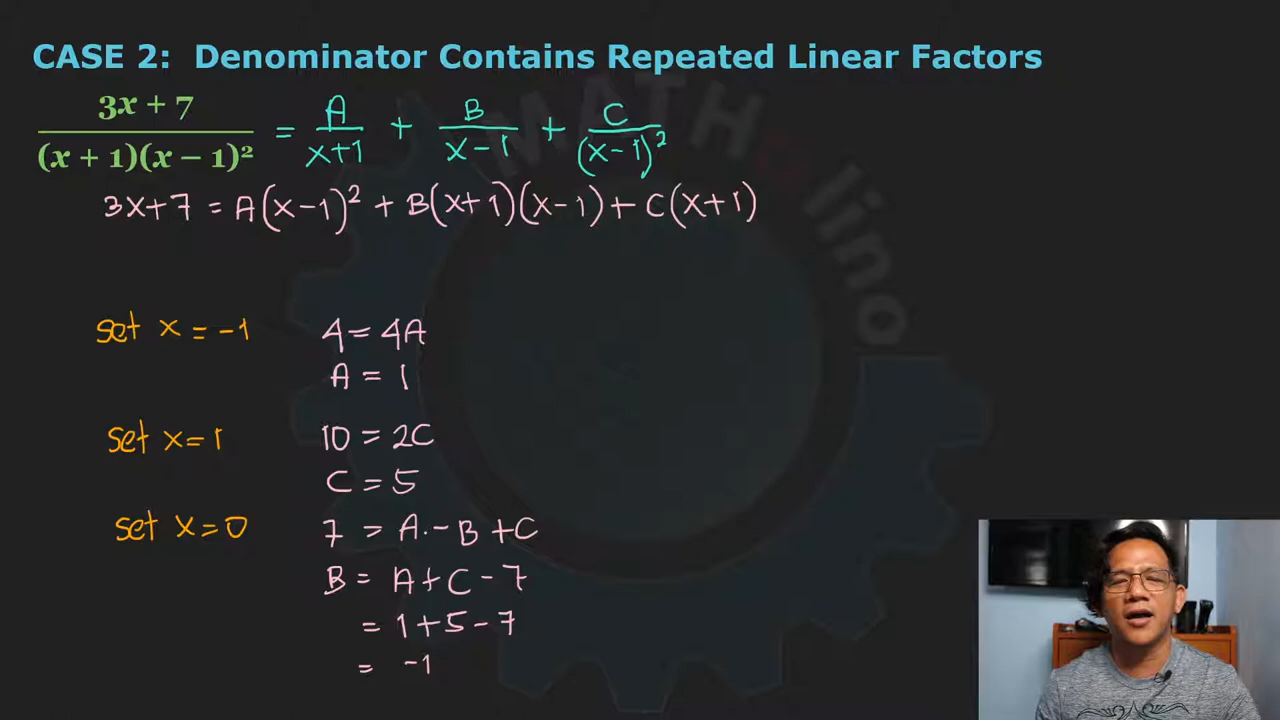 CASE 2: Denominator Contains Repeated Linear Factors
3x + 7 / (x + 1)(x − 1)² = A / x+1 + B / x−1 + C / (x−1)²
3x+7 = A(x−1)² + B(x+1)(x−1) + C(x+1)
set x = −1 4 = 4A
A = 1
set x = 1 10 = 2C
C = 5
set x = 0 7 = A − B + C
B = A + C − 7
= 1 + 5 − 7
= −1
MATHalino